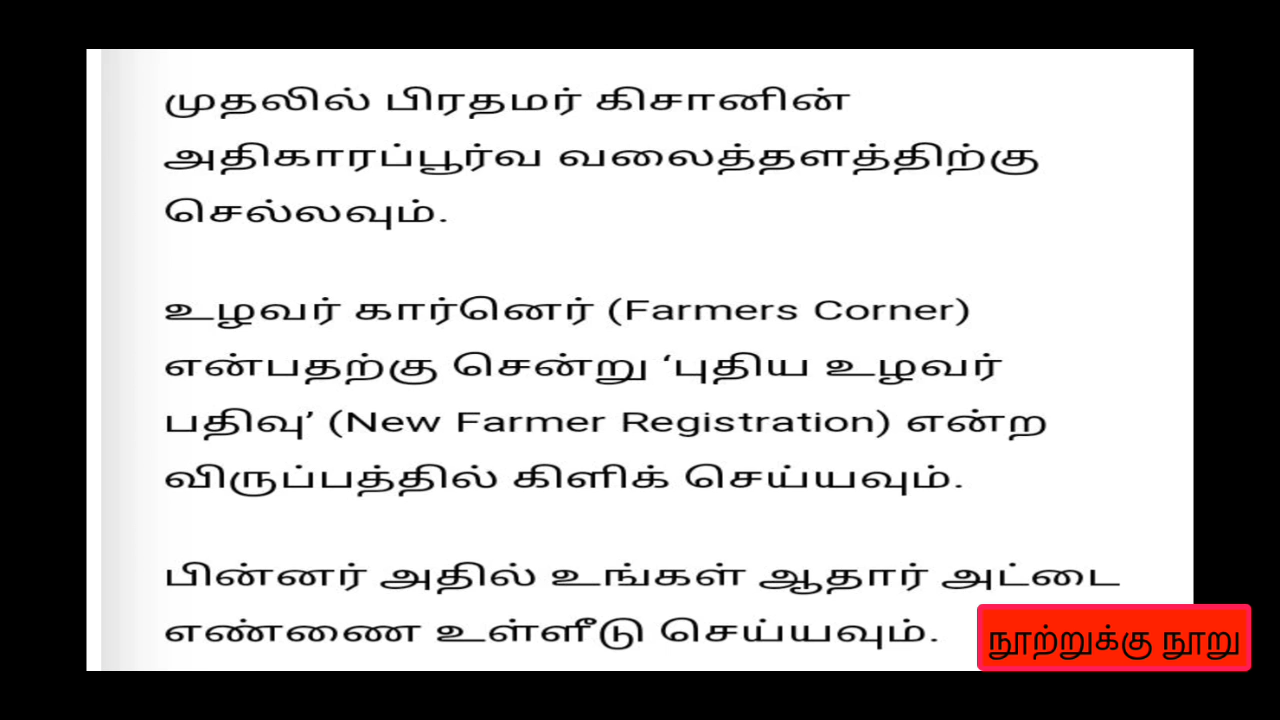 முதலில் பிரதமர் கிசானின்
அதிகாரப்பூர்வ வலைத்தளத்திற்கு
செல்லவும்.
உழவர் கார்னெர் (Farmers Corner)
என்பதற்கு சென்று ‘புதிய உழவர்
பதிவு’ (New Farmer Registration) என்ற
விருப்பத்தில் கிளிக் செய்யவும்.
பின்னர் அதில் உங்கள் ஆதார் அட்டை
எண்ணை உள்ளீடு செய்யவும்.
நூற்றுக்கு நூறு